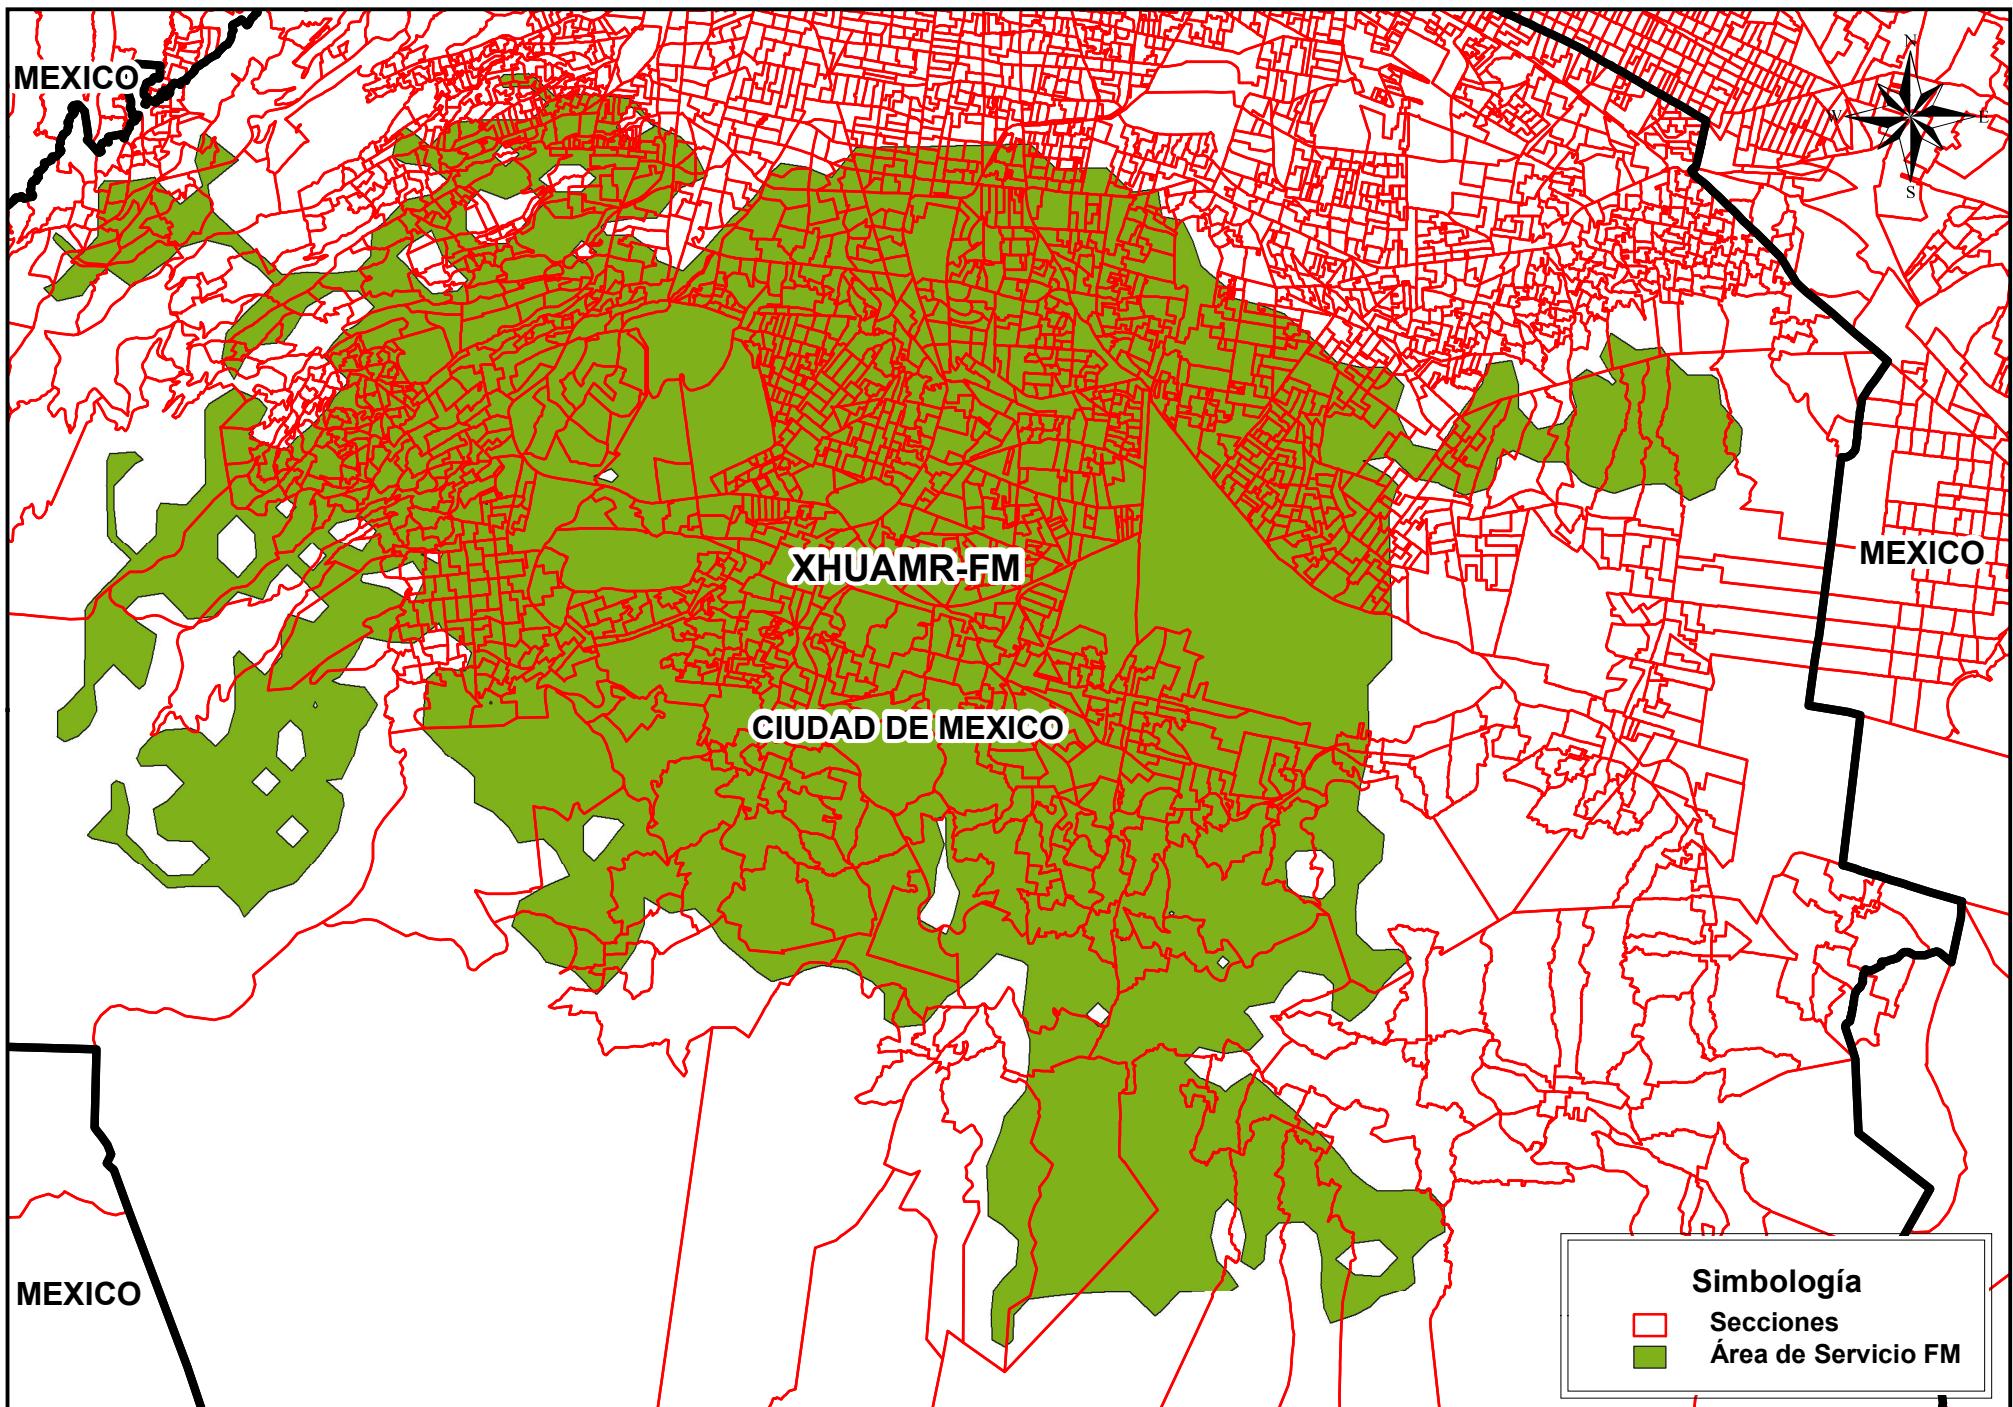 MEXICO
N
W
E
S
MEXICO
XHUAMR-FM
CIUDAD DE MEXICO
MEXICO
Simbología
Secciones
Área de Servicio FM